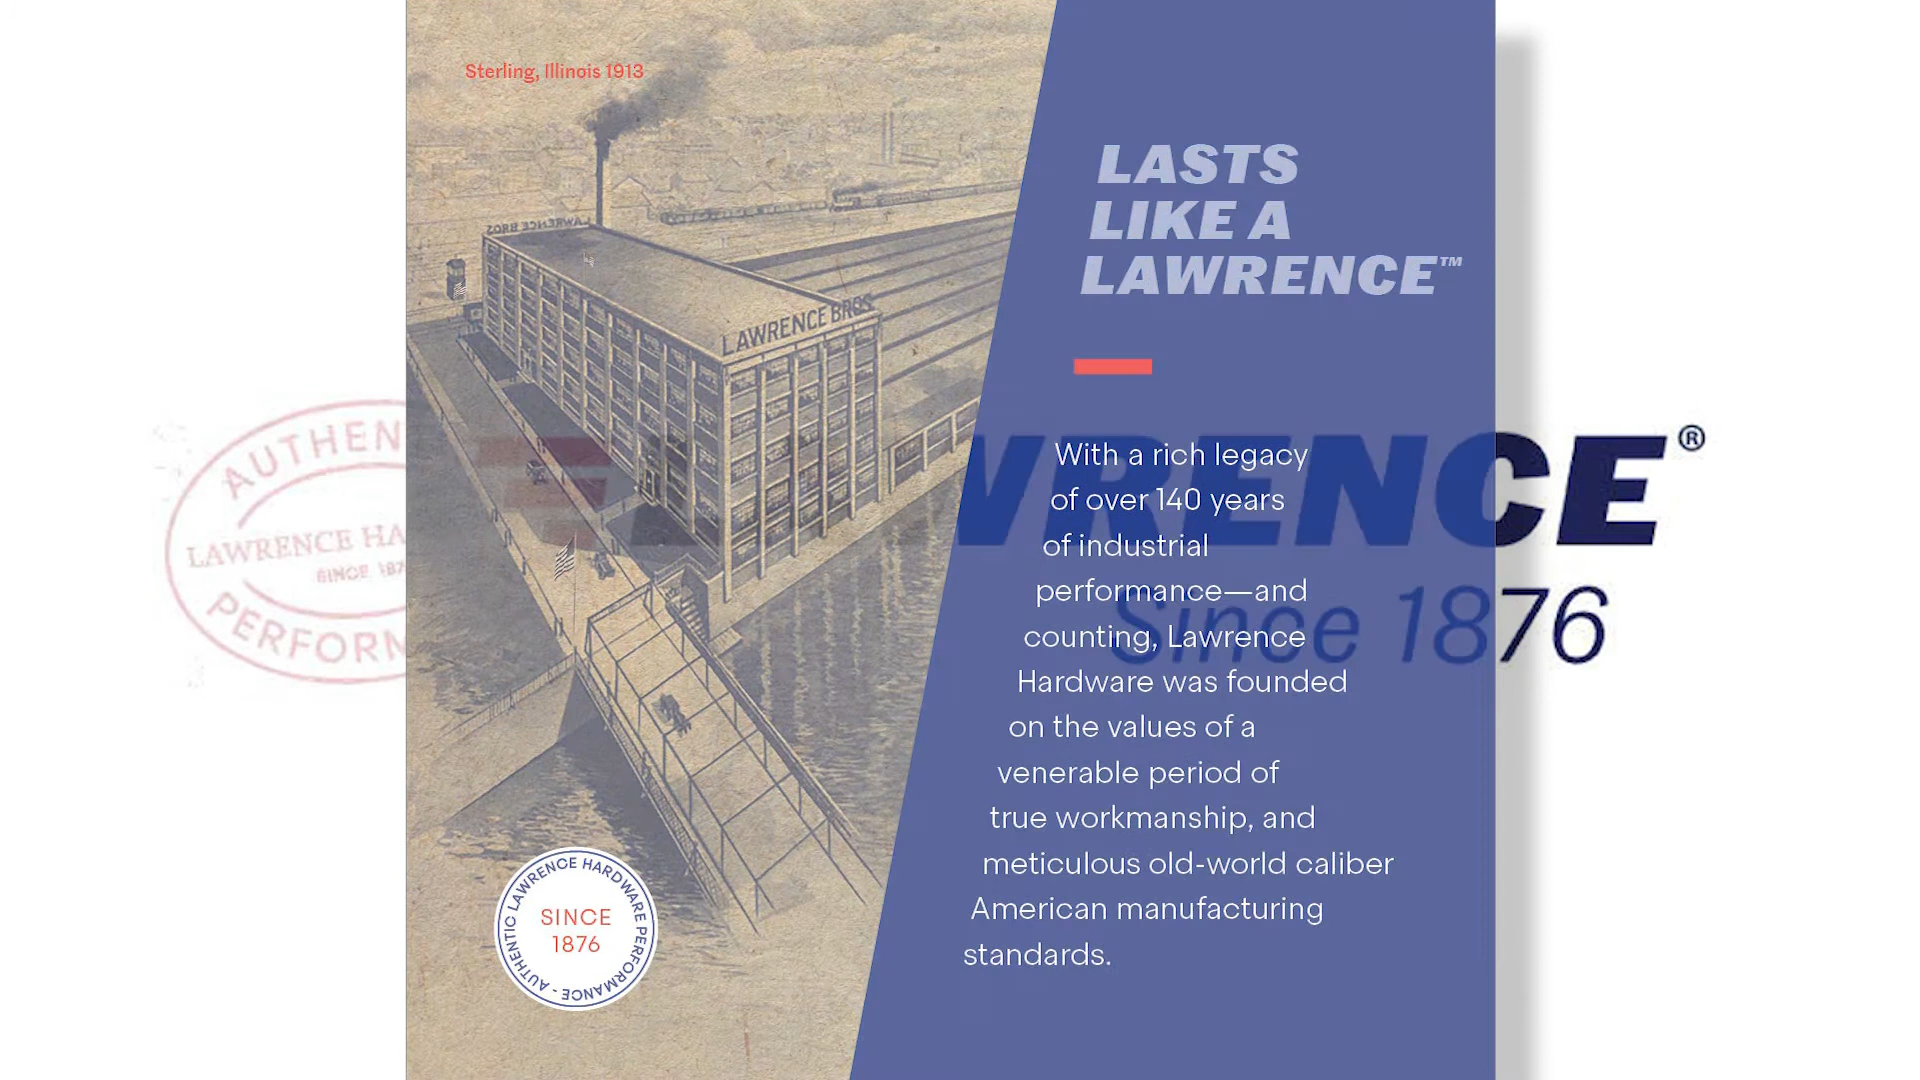 Sterling, Illinois 1913
LAWRENCE BROS
LAWRENCE BROS
LASTS
LIKE A
LAWRENCE™
With a rich legacy
of over 140 years
of industrial
performance—and
counting, Lawrence
Hardware was founded
on the values of a
venerable period of
true workmanship, and
meticulous old-world caliber
American manufacturing
standards.
AUTHENTIC LAWRENCE HARDWARE PERFORMANCE -
SINCE
1876
AUTHEN
LAWRENCE HA
SINCE 187
PERFORM
LAWRENCE®
Since 1876